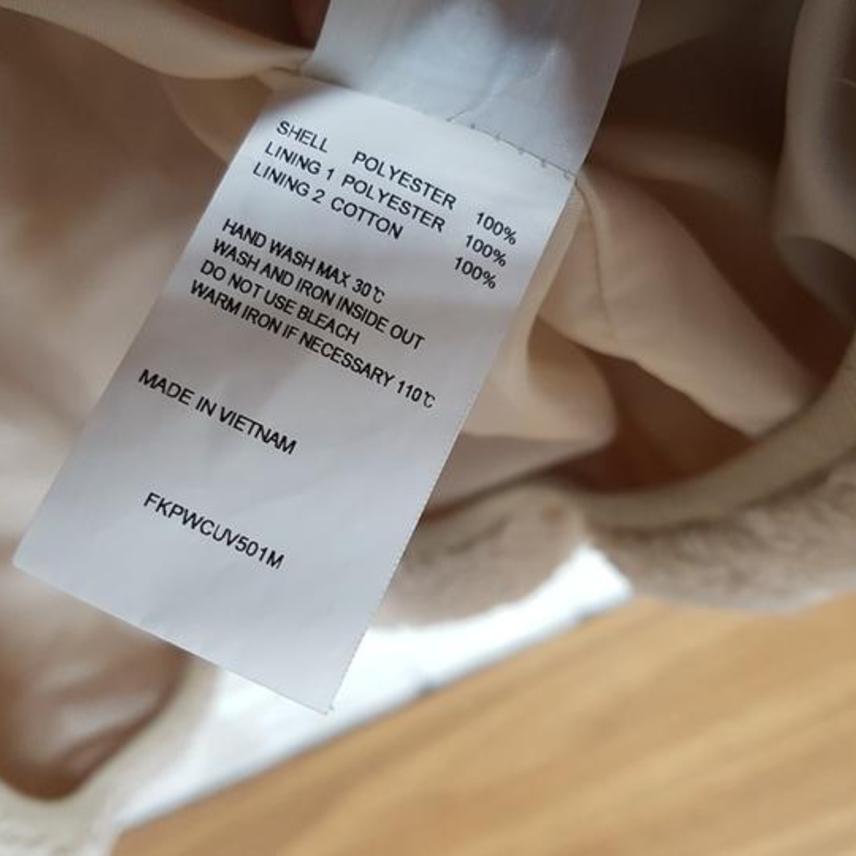 SHELL POLYESTER 100%
LINING 1 POLYESTER 100%
LINING 2 COTTON 100%
HAND WASH MAX 30℃
WASH AND IRON INSIDE OUT
DO NOT USE BLEACH
WARM IRON IF NECESSARY 110℃
MADE IN VIETNAM
FKPWCUV501M